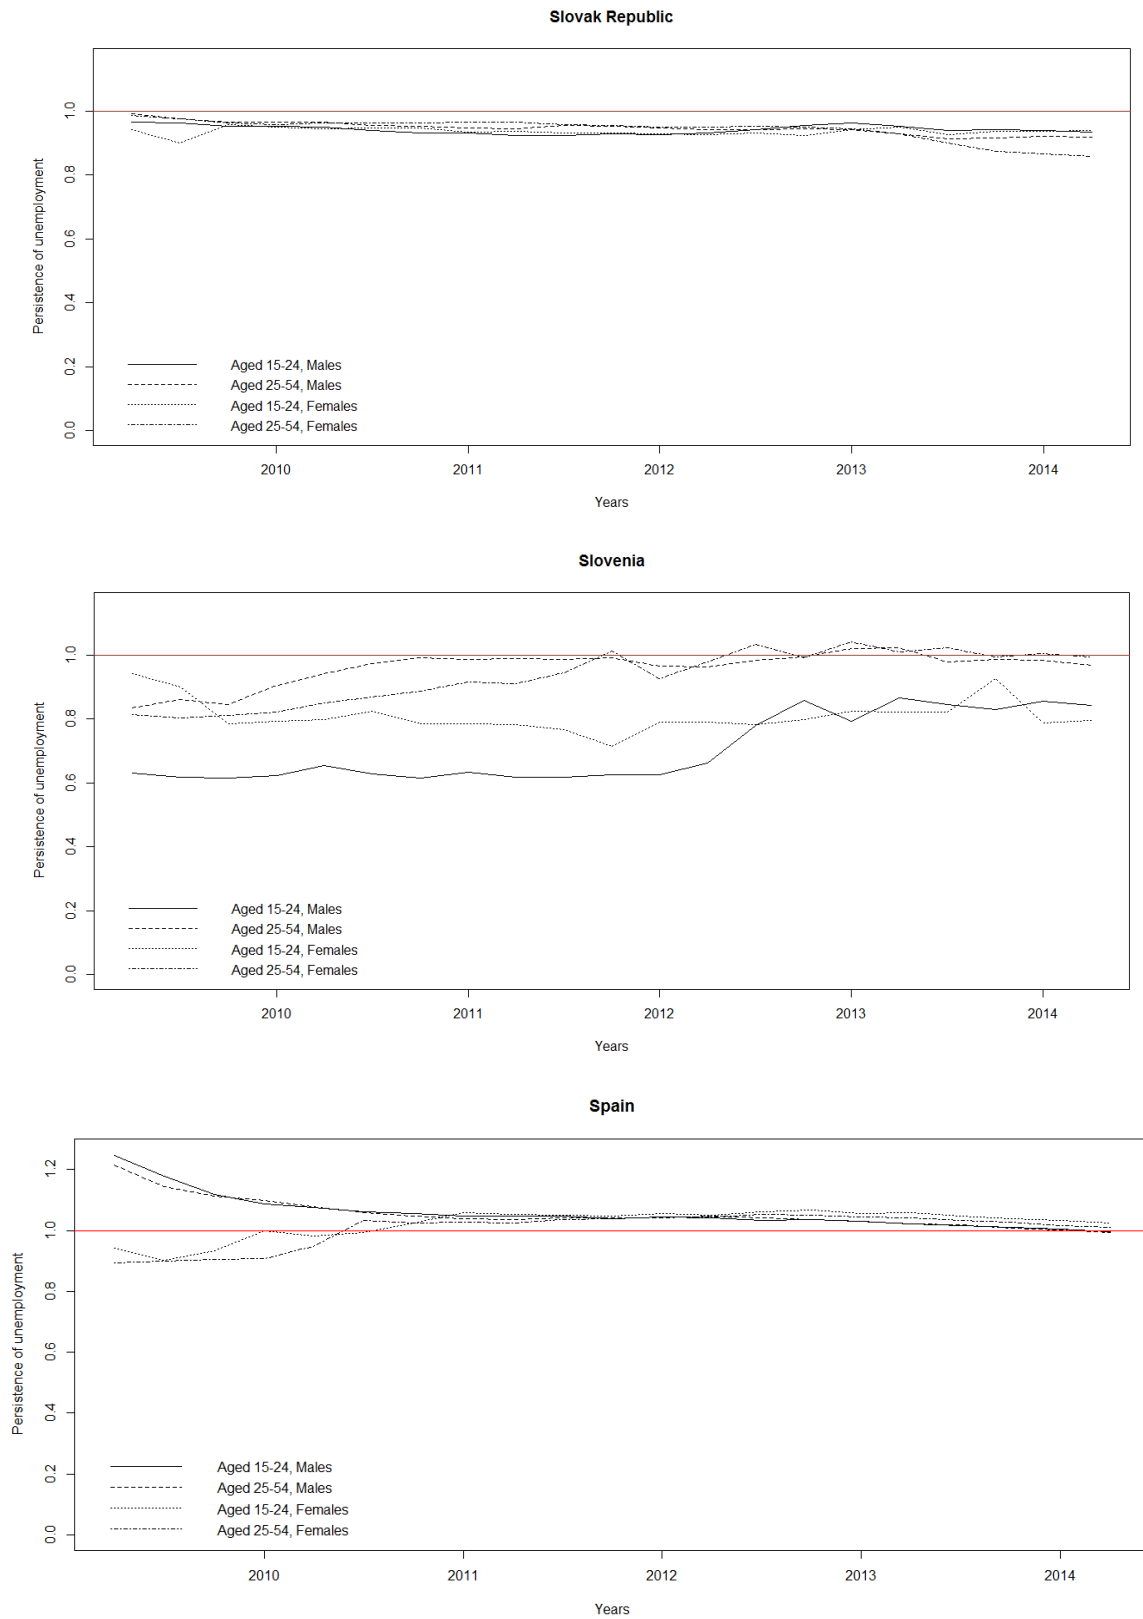 Slovak Republic
Persistence of unemployment
1.0
0.8
0.6
0.4
0.2
0.0
Aged 15-24, Males
Aged 25-54, Males
Aged 15-24, Females
Aged 25-54, Females
2010 2011 2012 2013 2014
Years
Slovenia
Persistence of unemployment
1.0
0.8
0.6
0.4
0.2
0.0
Aged 15-24, Males
Aged 25-54, Males
Aged 15-24, Females
Aged 25-54, Females
2010 2011 2012 2013 2014
Years
Spain
Persistence of unemployment
1.2
1.0
0.8
0.6
0.4
0.2
0.0
Aged 15-24, Males
Aged 25-54, Males
Aged 15-24, Females
Aged 25-54, Females
2010 2011 2012 2013 2014
Years